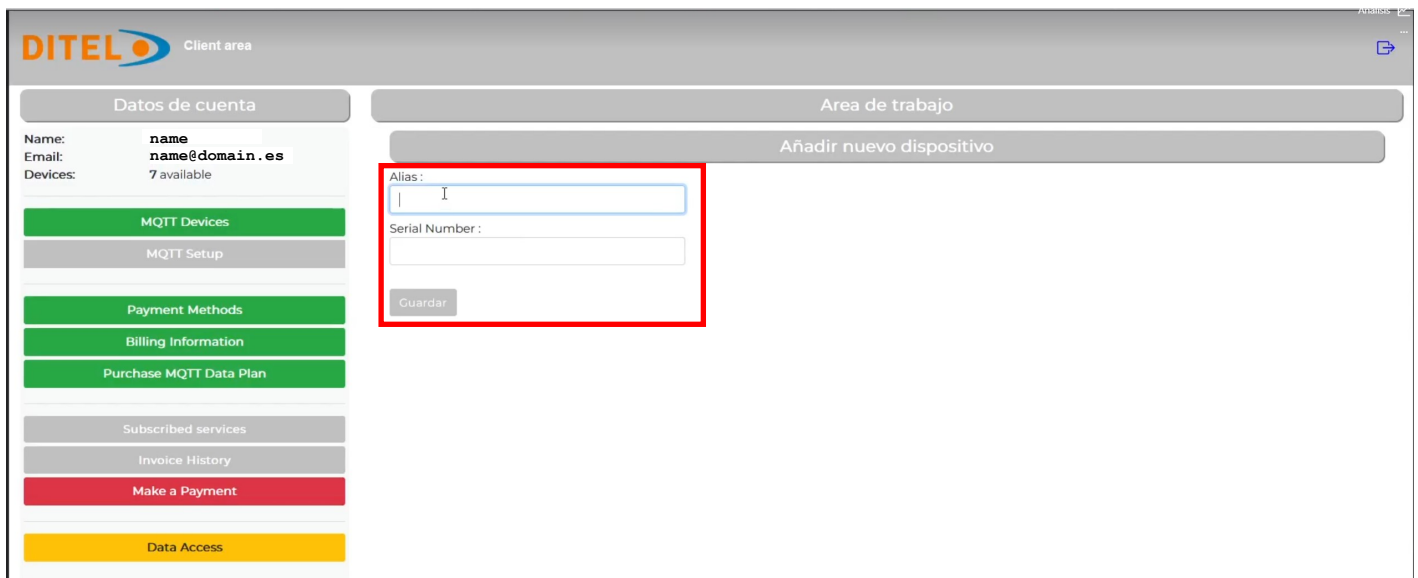 Analisis
...
DITEL
Client area
Datos de cuenta
Name: name
Email: name@domain.es
Devices: 7 available
MQTT Devices
MQTT Setup
Payment Methods
Billing Information
Purchase MQTT Data Plan
Subscribed services
Invoice History
Make a Payment
Data Access
Area de trabajo
Añadir nuevo dispositivo
Alias :
Serial Number :
Guardar